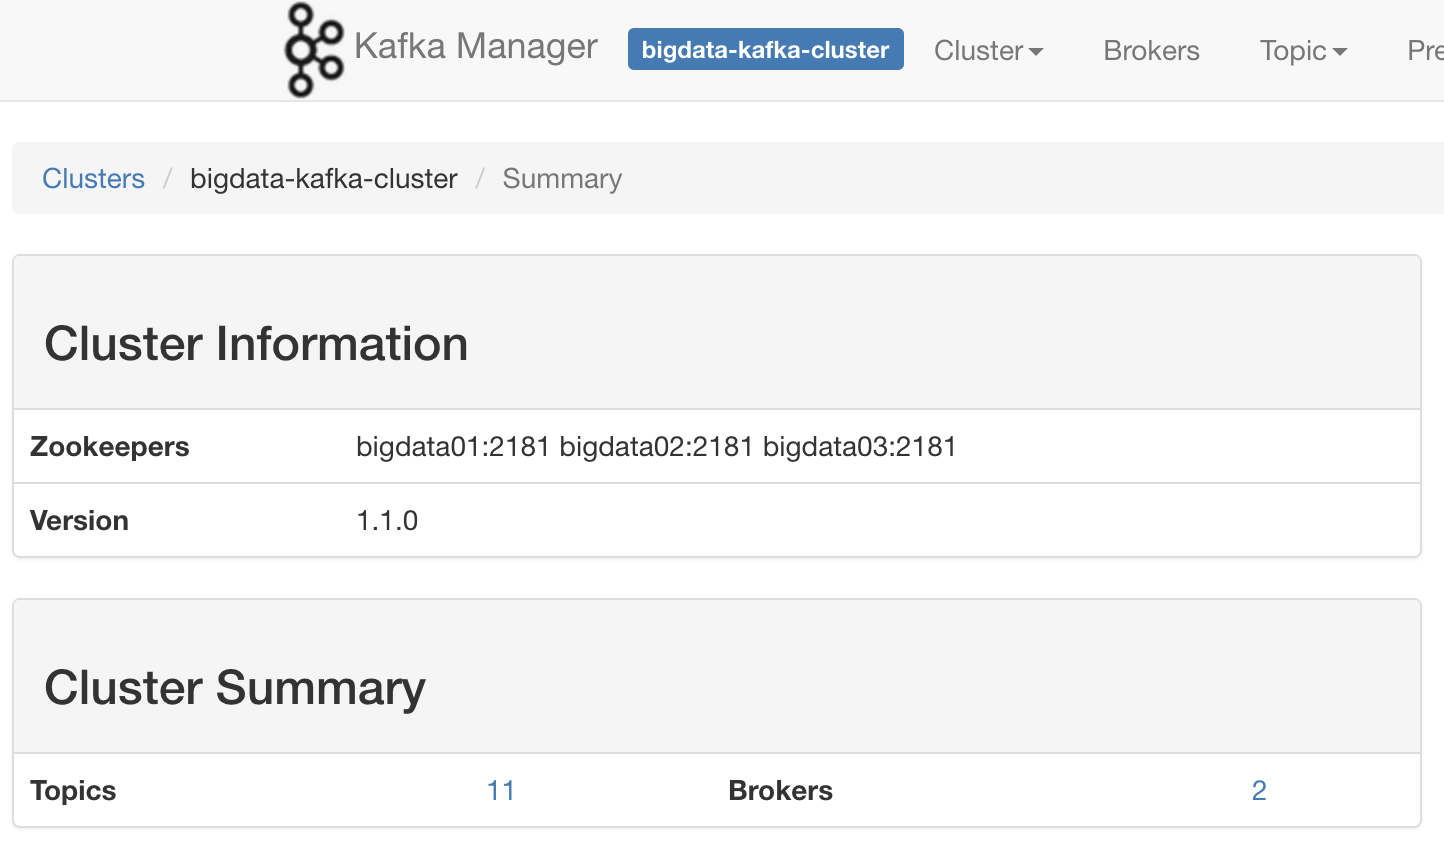 Kafka Manager bigdata-kafka-cluster Cluster Brokers Topic Pre
Clusters / bigdata-kafka-cluster / Summary
Cluster Information
Zookeepers bigdata01:2181 bigdata02:2181 bigdata03:2181
Version 1.1.0
Cluster Summary
Topics 11 Brokers 2